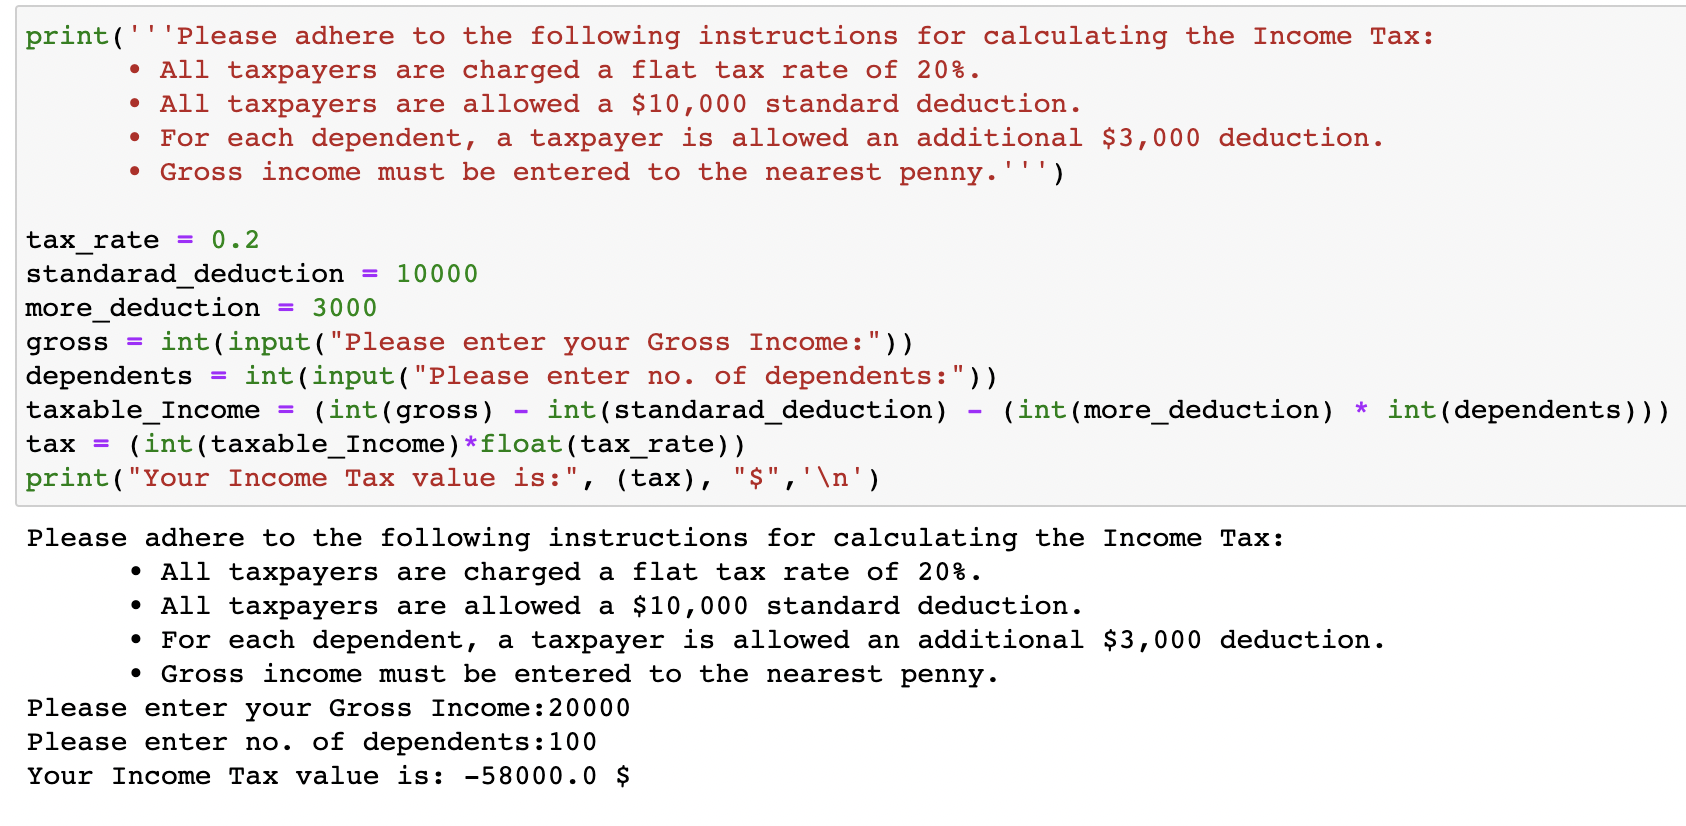 print('''Please adhere to the following instructions for calculating the Income Tax:
• All taxpayers are charged a flat tax rate of 20%.
• All taxpayers are allowed a $10,000 standard deduction.
• For each dependent, a taxpayer is allowed an additional $3,000 deduction.
• Gross income must be entered to the nearest penny.''')
tax_rate = 0.2
standarad_deduction = 10000
more_deduction = 3000
gross = int(input("Please enter your Gross Income:"))
dependents = int(input("Please enter no. of dependents:"))
taxable_Income = (int(gross) - int(standarad_deduction) - (int(more_deduction) * int(dependents)))
tax = (int(taxable_Income)*float(tax_rate))
print("Your Income Tax value is:", (tax), "$",'\n')
Please adhere to the following instructions for calculating the Income Tax:
• All taxpayers are charged a flat tax rate of 20%.
• All taxpayers are allowed a $10,000 standard deduction.
• For each dependent, a taxpayer is allowed an additional $3,000 deduction.
• Gross income must be entered to the nearest penny.
Please enter your Gross Income:20000
Please enter no. of dependents:100
Your Income Tax value is: -58000.0 $